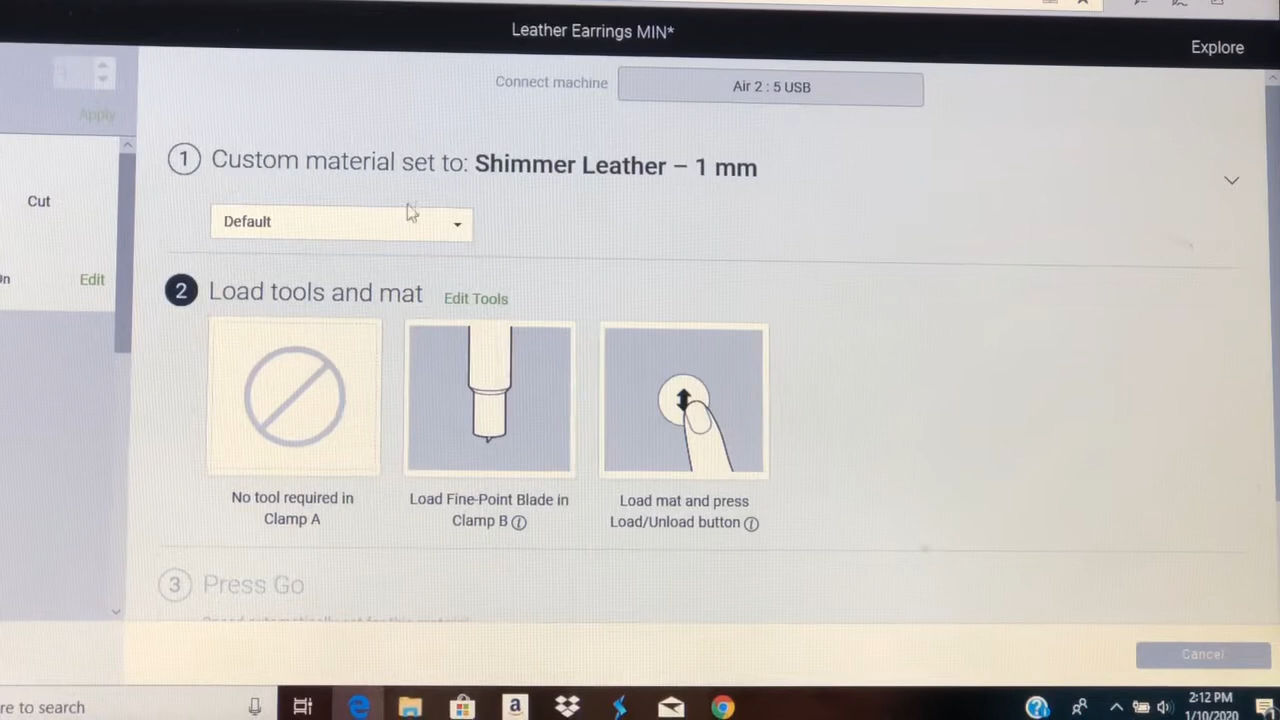 Leather Earrings MIN*
Explore
Connect machine
Air 2 : 5 USB
Apply
1 Custom material set to: Shimmer Leather – 1 mm
Cut
Default
Edit
2 Load tools and mat Edit Tools
No tool required in
Clamp A
Load Fine-Point Blade in
Clamp B
Load mat and press
Load/Unload button
3 Press Go
Cancel
re to search
a
2:12 PM
1/10/2020